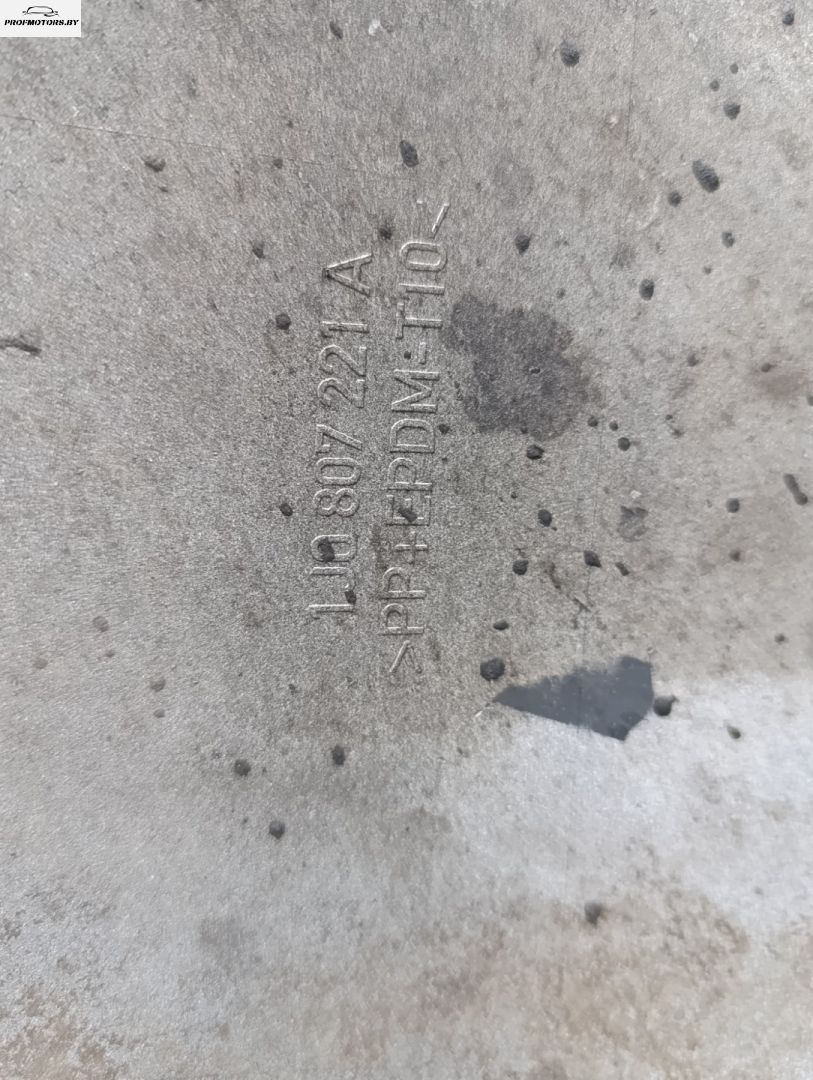 PROFMOTORS.BY
1J0 807 221 A
>PP+EPDM-T10<